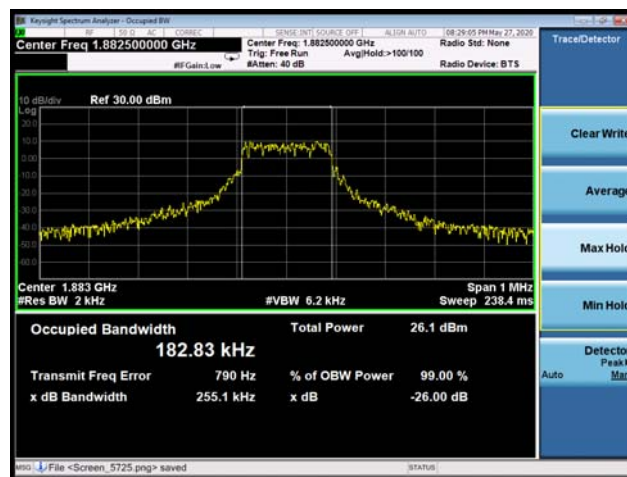 Keysight Spectrum Analyzer - Occupied BW
RF 50 Ω AC CORREC SENSE:INT SOURCE OFF ALIGN AUTO 08:29:05 PM May 27, 2020
Center Freq 1.882500000 GHz Center Freq: 1.882500000 GHz Radio Std: None Trace/Detector
Trig: Free Run Avg|Hold:>100/100
#IFGain:Low #Atten: 40 dB Radio Device: BTS
10 dB/div Ref 30.00 dBm
Log
20.0
10.0
0.00
-10.0
-20.0
-30.0
-40.0
-50.0
-60.0
Center 1.883 GHz Span 1 MHz
#Res BW 2 kHz #VBW 6.2 kHz Sweep 238.4 ms
Occupied Bandwidth Total Power 26.1 dBm
182.83 kHz
Transmit Freq Error 790 Hz % of OBW Power 99.00 %
x dB Bandwidth 255.1 kHz x dB -26.00 dB
Clear Write
Average
Max Hold
Min Hold
Detecto
Peak
Auto Man
MSG File <Screen_5725.png> saved STATUS